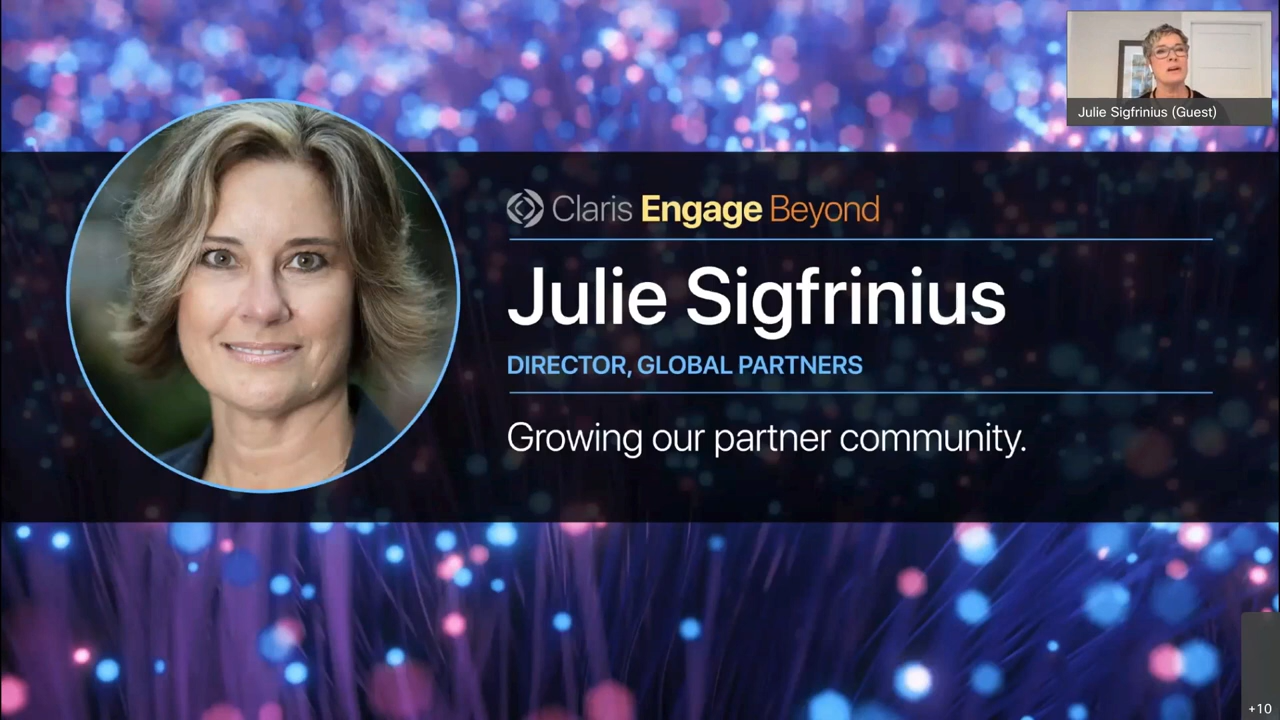 Julie Sigfrinius (Guest)
Claris Engage Beyond
Julie Sigfrinius
DIRECTOR, GLOBAL PARTNERS
Growing our partner community.
+10